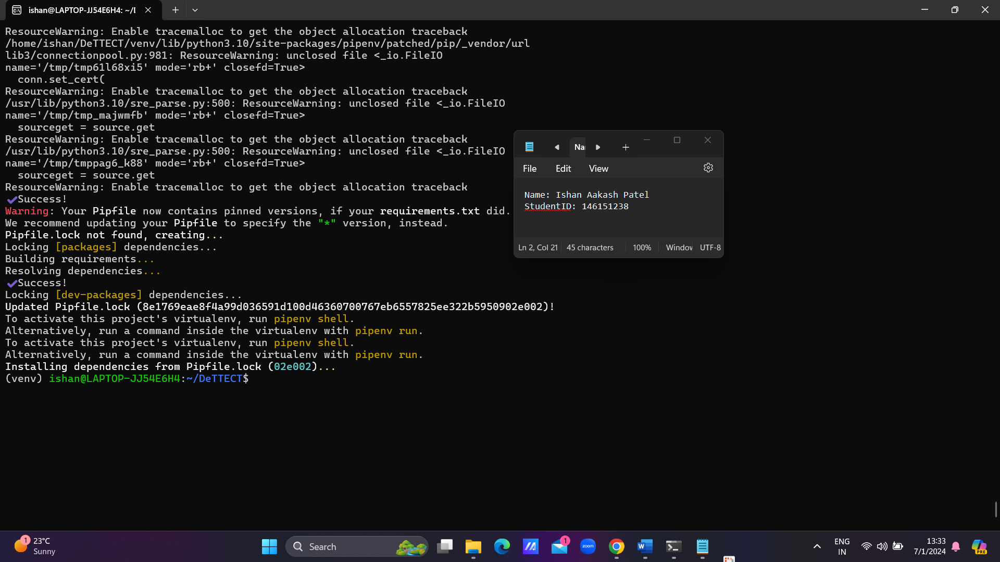 ishan@LAPTOP-JJ54E6H4: ~/
ResourceWarning: Enable tracemalloc to get the object allocation traceback
/home/ishan/DeTTECT/venv/lib/python3.10/site-packages/pipenv/patched/pip/_vendor/url
lib3/connectionpool.py:981: ResourceWarning: unclosed file <_io.FileIO
name='/tmp/tmp61l68xi5' mode='rb+' closefd=True>
  conn.set_cert(
ResourceWarning: Enable tracemalloc to get the object allocation traceback
/usr/lib/python3.10/sre_parse.py:500: ResourceWarning: unclosed file <_io.FileIO
name='/tmp/tmp_majwmfb' mode='rb+' closefd=True>
  sourceget = source.get
ResourceWarning: Enable tracemalloc to get the object allocation traceback
/usr/lib/python3.10/sre_parse.py:500: ResourceWarning: unclosed file <_io.FileIO
name='/tmp/tmppag6_k88' mode='rb+' closefd=True>
  sourceget = source.get
ResourceWarning: Enable tracemalloc to get the object allocation traceback
✔Success!
Warning: Your Pipfile now contains pinned versions, if your requirements.txt did.
We recommend updating your Pipfile to specify the "*" version, instead.
Pipfile.lock not found, creating...
Locking [packages] dependencies...
Building requirements...
Resolving dependencies...
✔Success!
Locking [dev-packages] dependencies...
Updated Pipfile.lock (8e1769eae8f4a99d036591d100d46360700767eb6557825ee322b5950902e002)!
To activate this project's virtualenv, run pipenv shell.
Alternatively, run a command inside the virtualenv with pipenv run.
To activate this project's virtualenv, run pipenv shell.
Alternatively, run a command inside the virtualenv with pipenv run.
Installing dependencies from Pipfile.lock (02e002)...
(venv) ishan@LAPTOP-JJ54E6H4:~/DeTTECT$
Na
File Edit View
Name: Ishan Aakash Patel
StudentID: 146151238
Ln 2, Col 21 45 characters 100% Window UTF-8
1
23°C
Sunny
Search
1
zoom
W
ENG
IN
13:33
7/1/2024
PRE